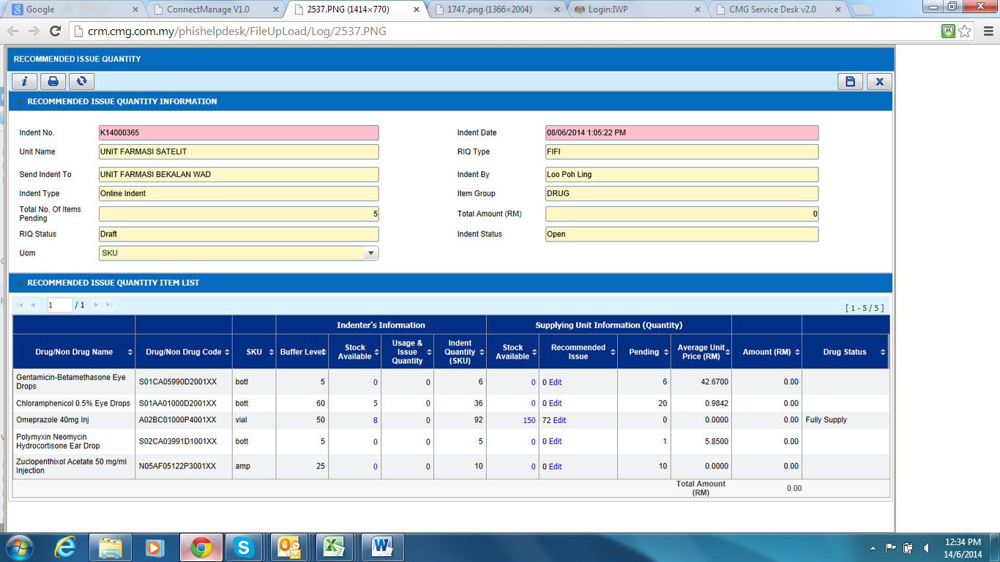 Google
ConnectManage V1.0
2537.PNG (1414×770)
1747.png (1366×2004)
Login:IWP
CMG Service Desk v2.0
crm.cmg.com.my/phishelpdesk/FileUpLoad/Log/2537.PNG
RECOMMENDED ISSUE QUANTITY
RECOMMENDED ISSUE QUANTITY INFORMATION
Indent No. K14000365 Indent Date 08/06/2014 1:05:22 PM
Unit Name UNIT FARMASI SATELIT RIQ Type FIFI
Send Indent To UNIT FARMASI BEKALAN WAD Indent By Loo Poh Ling
Indent Type Online Indent Item Group DRUG
Total No. Of Items Pending 5 Total Amount (RM) 0
RIQ Status Draft Indent Status Open
Uom SKU
RECOMMENDED ISSUE QUANTITY ITEM LIST
1 / 1 [ 1 - 5 / 5 ]
Indenter's Information Supplying Unit Information (Quantity)
Drug/Non Drug Name Drug/Non Drug Code SKU Buffer Level Stock Available Usage & Issue Quantity Indent Quantity (SKU) Stock Available Recommended Issue Pending Average Unit Price (RM) Amount (RM) Drug Status
Gentamicin-Betamethasone Eye Drops S01CA05990D2001XX bott 5 0 0 6 0 0 Edit 6 42.6700 0.00
Chloramphenicol 0.5% Eye Drops S01AA01000D2001XX bott 60 5 0 36 0 0 Edit 20 0.9842 0.00
Omeprazole 40mg Inj A02BC01000P4001XX vial 50 8 0 92 150 72 Edit 0 0.0000 0.00 Fully Supply
Polymyxin Neomycin Hydrocortisone Ear Drop S02CA03991D1001XX bott 5 0 0 5 0 0 Edit 1 5.8500 0.00
Zuclopenthixol Acetate 50 mg/ml Injection N05AF05122P3001XX amp 25 0 0 10 0 0 Edit 10 0.0000 0.00
Total Amount (RM) 0.00
12:34 PM
14/6/2014